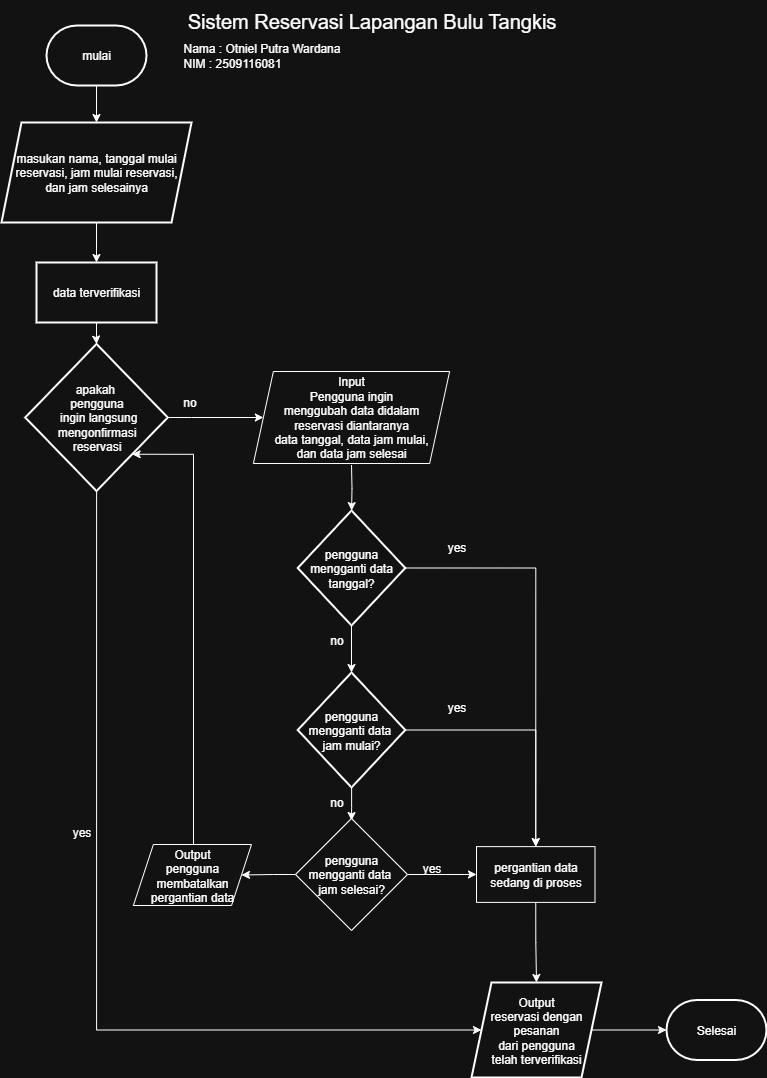 Sistem Reservasi Lapangan Bulu Tangkis
Nama : Otniel Putra Wardana
NIM : 2509116081
mulai
masukan nama, tanggal mulai
reservasi, jam mulai reservasi,
dan jam selesainya
data terverifikasi
apakah
pengguna
ingin langsung
mengonfirmasi
reservasi
no
Input
Pengguna ingin
menggubah data didalam
reservasi diantaranya
data tanggal, data jam mulai,
dan data jam selesai
pengguna
mengganti data
tanggal?
yes
no
pengguna
mengganti data
jam mulai?
yes
no
pengguna
mengganti data
jam selesai?
yes
pergantian data
sedang di proses
Output
pengguna
membatalkan
pergantian data
yes
Output
reservasi dengan
pesanan
dari pengguna
telah terverifikasi
Selesai